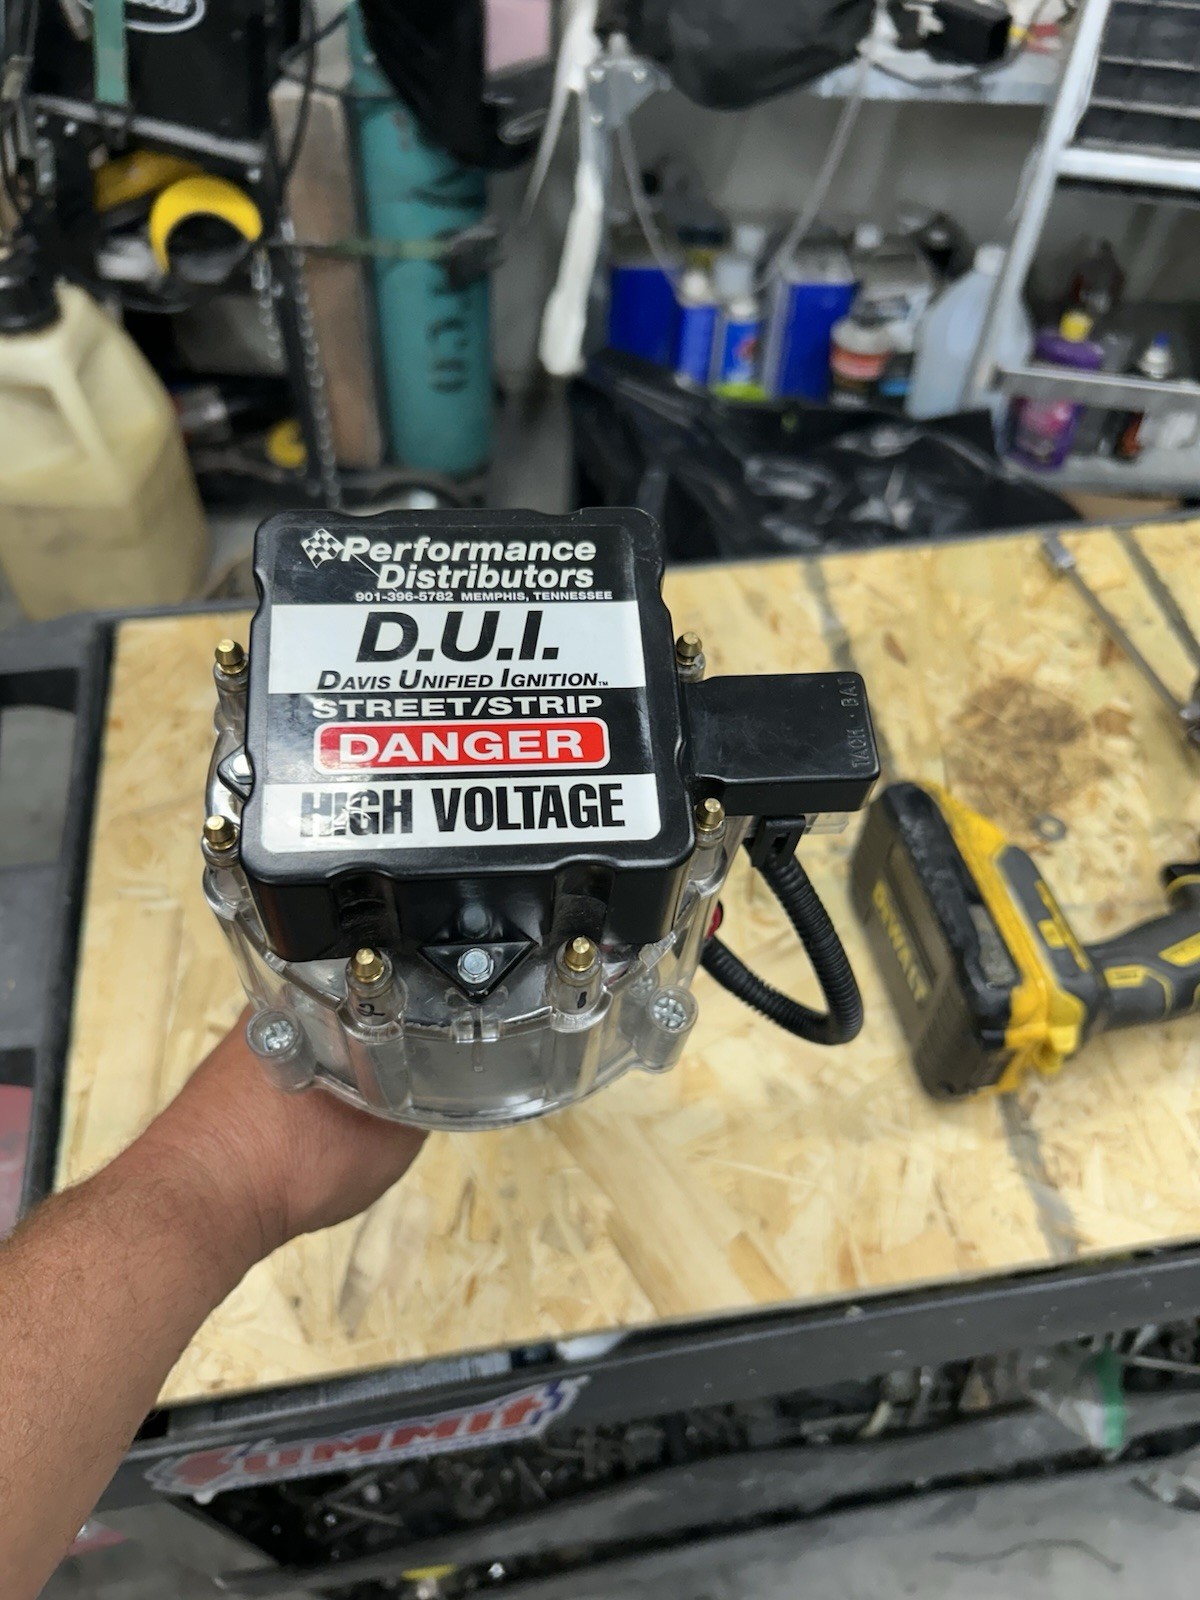 Performance
Distributors
901-396-5782 MEMPHIS, TENNESSEE
D.U.I.
DAVIS UNIFIED IGNITION™
STREET/STRIP
DANGER
HIGH VOLTAGE
TACH · BAT
2
DEWALT
SUMMIT